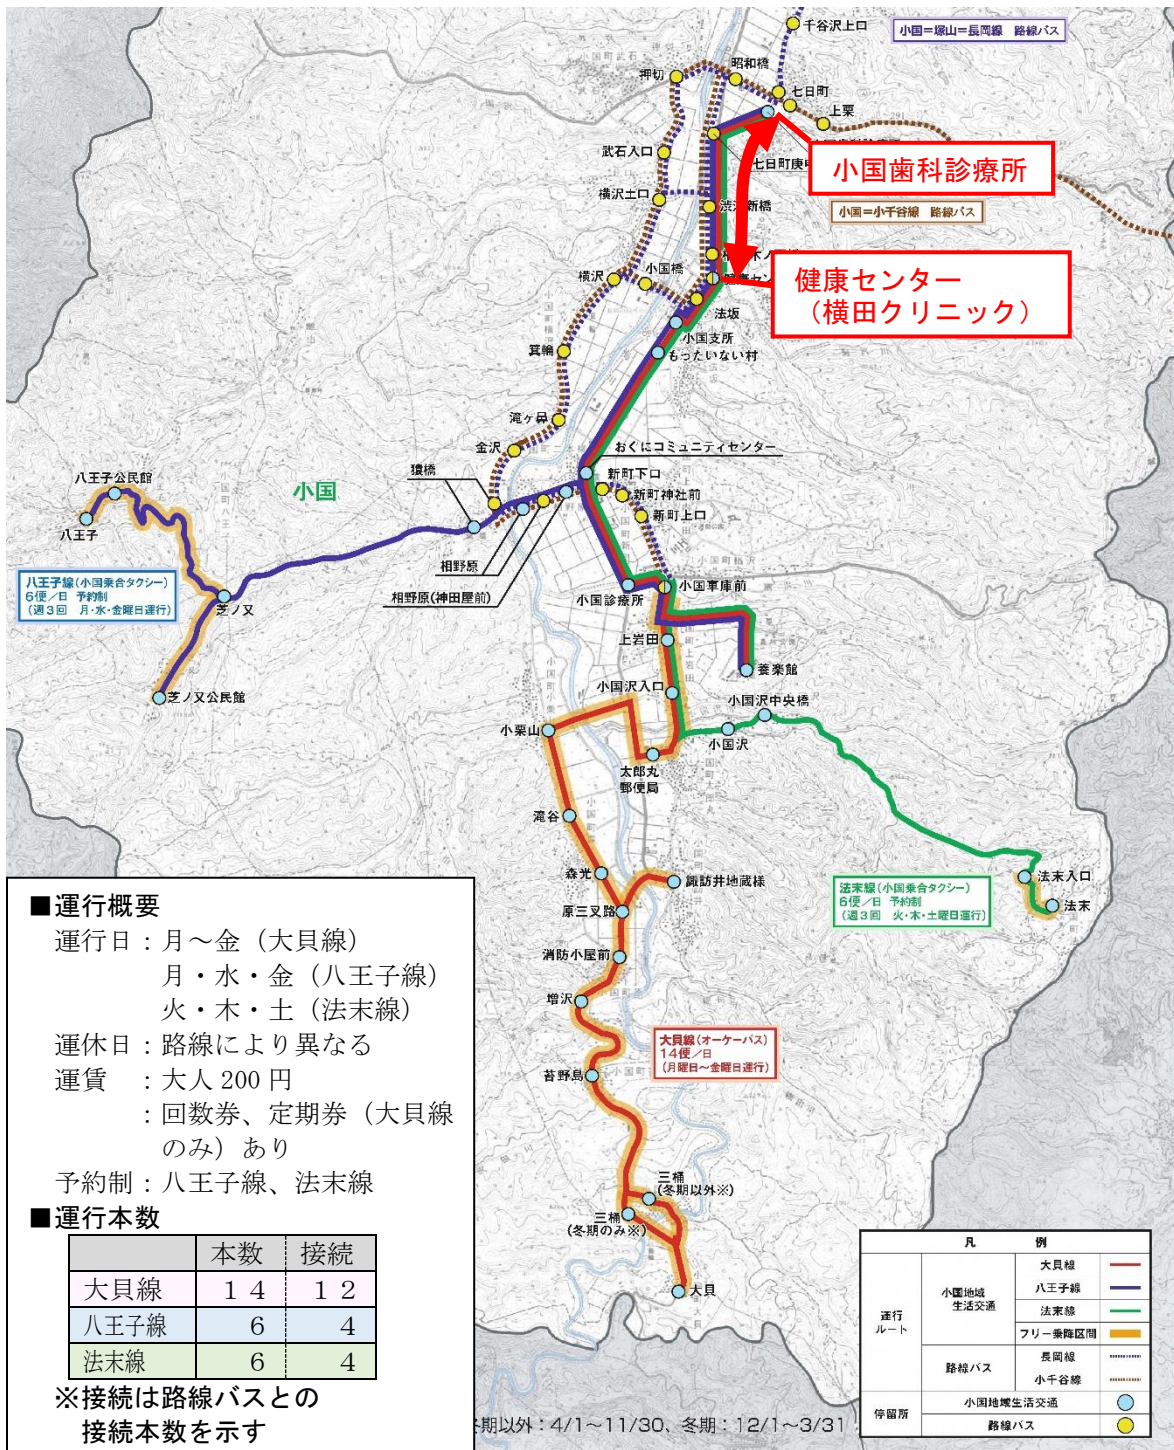 千谷沢上口
小国=塚山=長岡線 路線バス
昭和橋
押切
七日町
上栗
武石入口
七日町庚申
小国歯科診療所
横沢土口
渋海新橋
小国=小千谷線 路線バス
小国橋
横沢
健康センター
(横田クリニック)
法坂
小国支所
もったいない村
箕輪
滝ヶ鼻
金沢
おくにコミュニティセンター
猿橋
新町下口
新町神社前
新町上口
八王子公民館
小国
八王子
相野原
相野原(神田屋前)
小国診療所
小国車庫前
八王子線(小国乗合タクシー)
6便/日 予約制
(週3回 月・水・金曜日運行)
芝ノ又
上岩田
養楽館
芝ノ又公民館
小国沢入口
小国沢中央橋
小国沢
小栗山
太郎丸
郵便局
滝谷
森光
諏訪井地蔵様
原三叉路
法末入口
法末
法末線(小国乗合タクシー)
6便/日 予約制
(週3回 火・木・土曜日運行)
消防小屋前
増沢
大貝線(オーケーバス)
14便/日
(月曜日~金曜日運行)
苔野島
三桶
(冬期以外※)
三桶
(冬期のみ※)
大貝
■運行概要
運行日:月~金(大貝線)
月・水・金(八王子線)
火・木・土(法末線)
運休日:路線により異なる
運賃 :大人200円
:回数券、定期券(大貝線
のみ)あり
予約制:八王子線、法末線
■運行本数
本数 接続
大貝線 14 12
八王子線 6 4
法末線 6 4
※接続は路線バスとの
接続本数を示す
冬期以外:4/1~11/30、冬期:12/1~3/31
凡 例
運行
ルート
小国地域
生活交通
大貝線
八王子線
法末線
フリー乗降区間
路線バス
長岡線
小千谷線
停留所
小国地域生活交通
路線バス